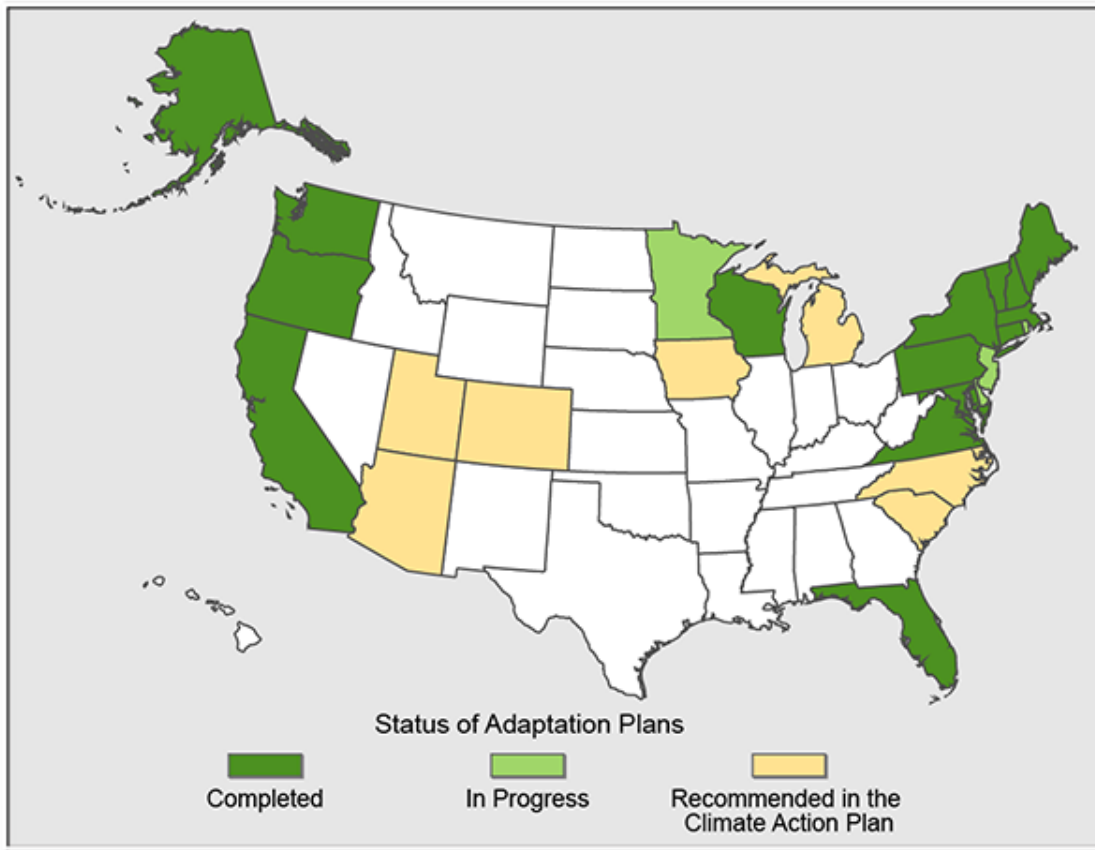 Status of Adaptation Plans
Completed
In Progress
Recommended in the
Climate Action Plan